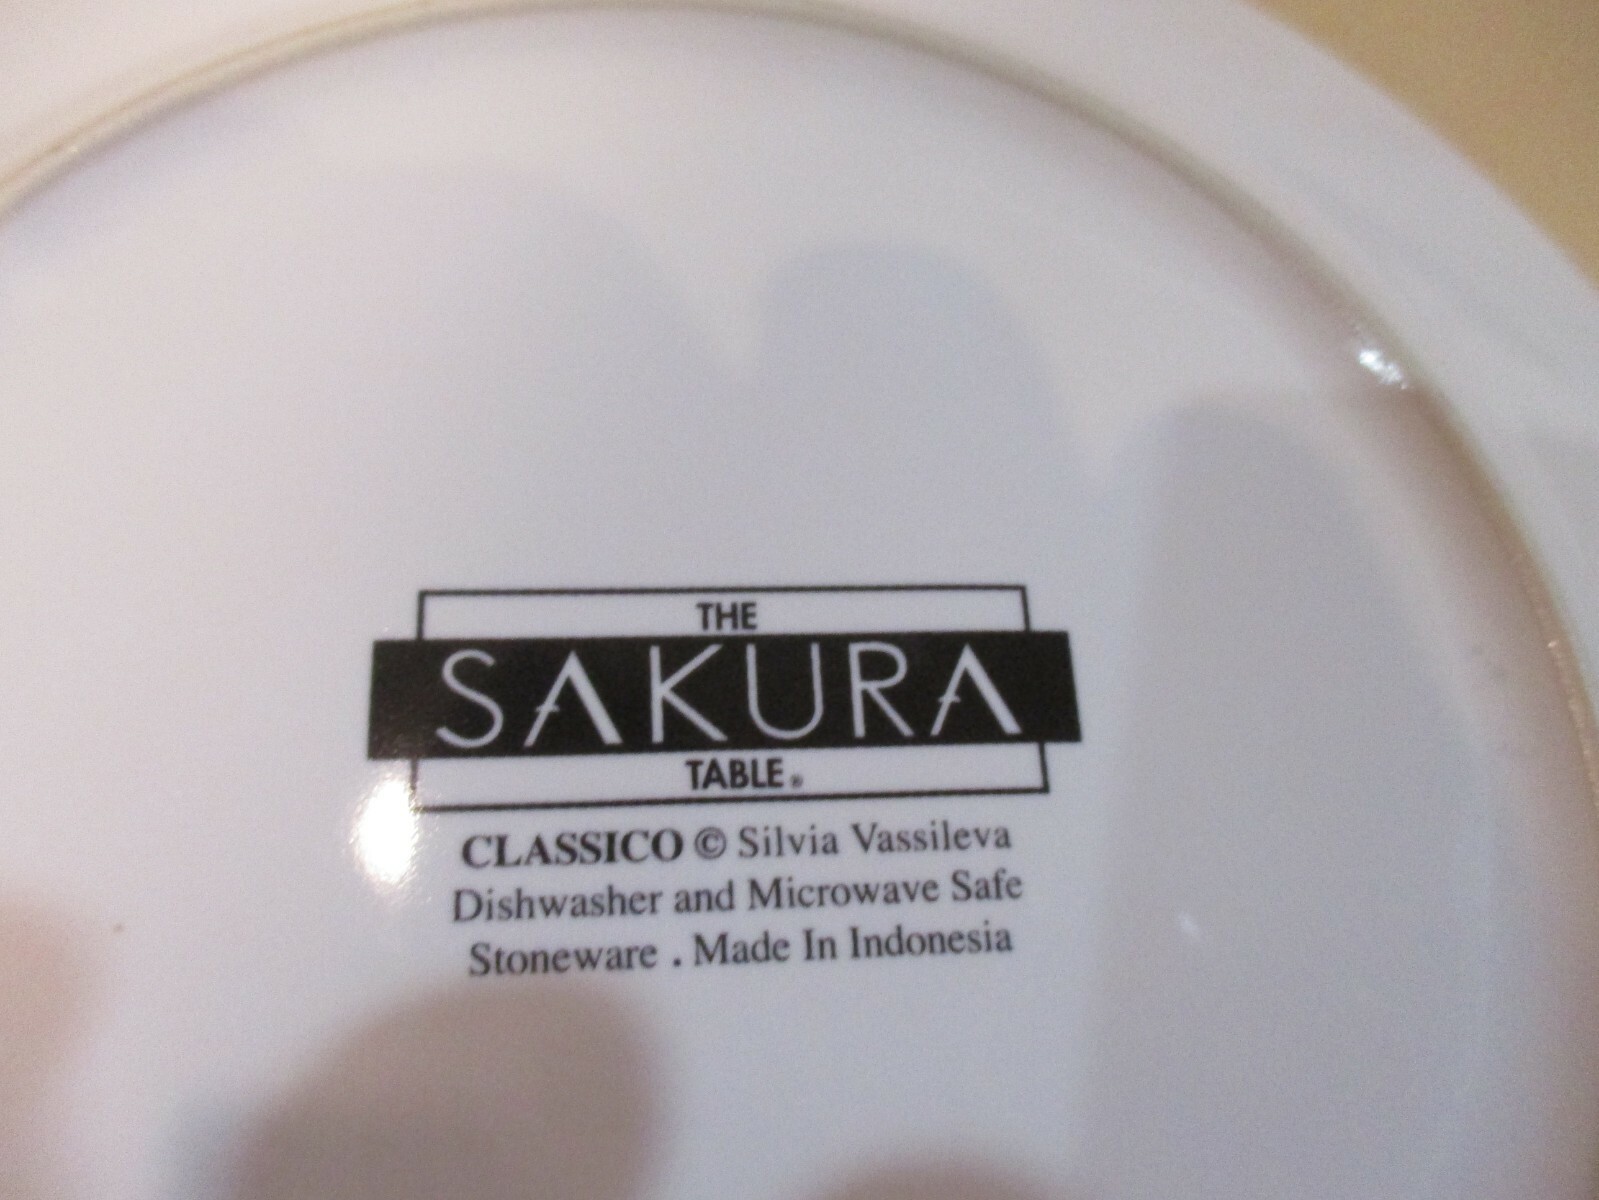 THE
SAKURA
TABLE®
CLASSICO © Silvia Vassileva
Dishwasher and Microwave Safe
Stoneware . Made In Indonesia